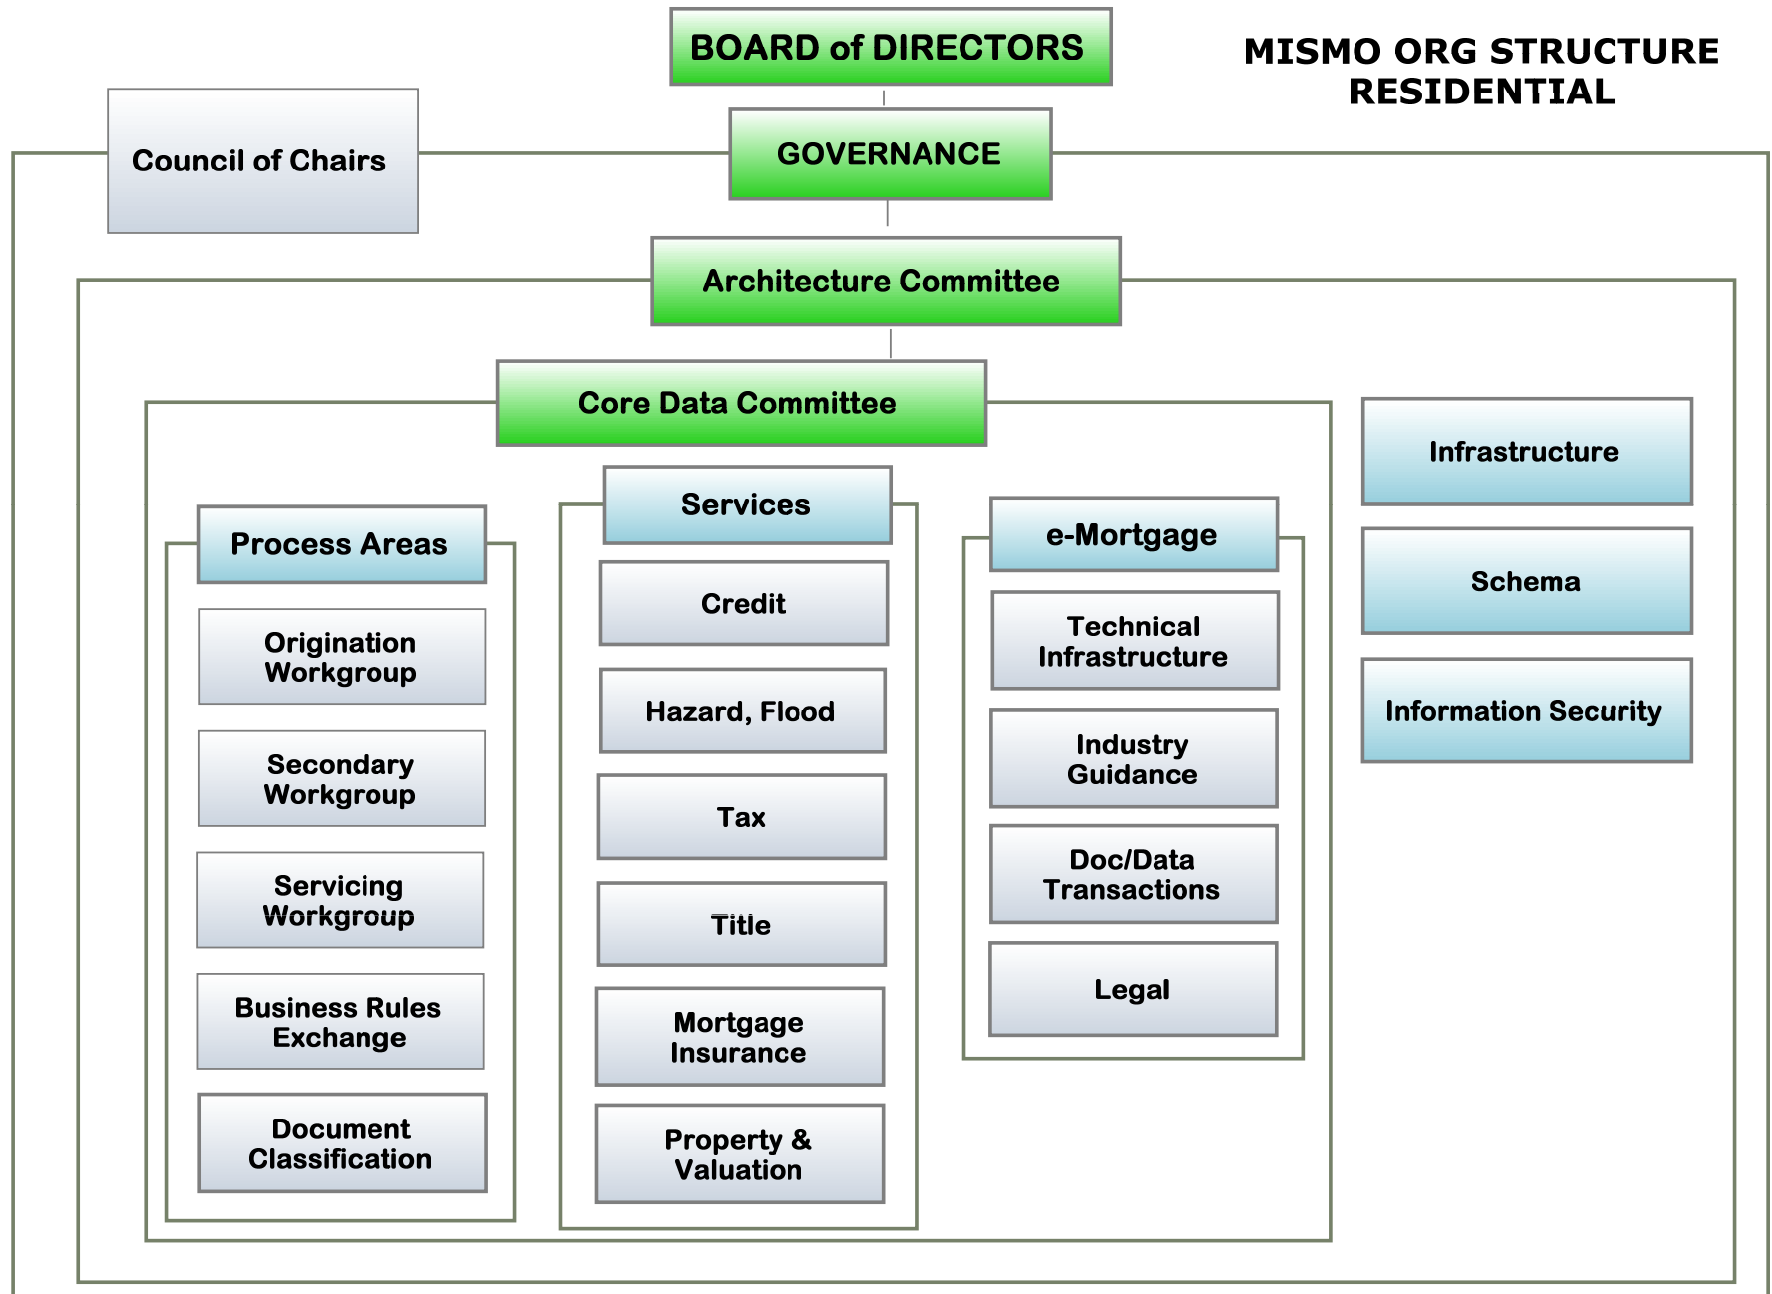 BOARD of DIRECTORS
MISMO ORG STRUCTURE
RESIDENTIAL
Council of Chairs
GOVERNANCE
Architecture Committee
Core Data Committee
Process Areas
Origination
Workgroup
Secondary
Workgroup
Servicing
Workgroup
Business Rules
Exchange
Document
Classification
Services
Credit
Hazard, Flood
Tax
Title
Mortgage
Insurance
Property &
Valuation
e-Mortgage
Technical
Infrastructure
Industry
Guidance
Doc/Data
Transactions
Legal
Infrastructure
Schema
Information Security